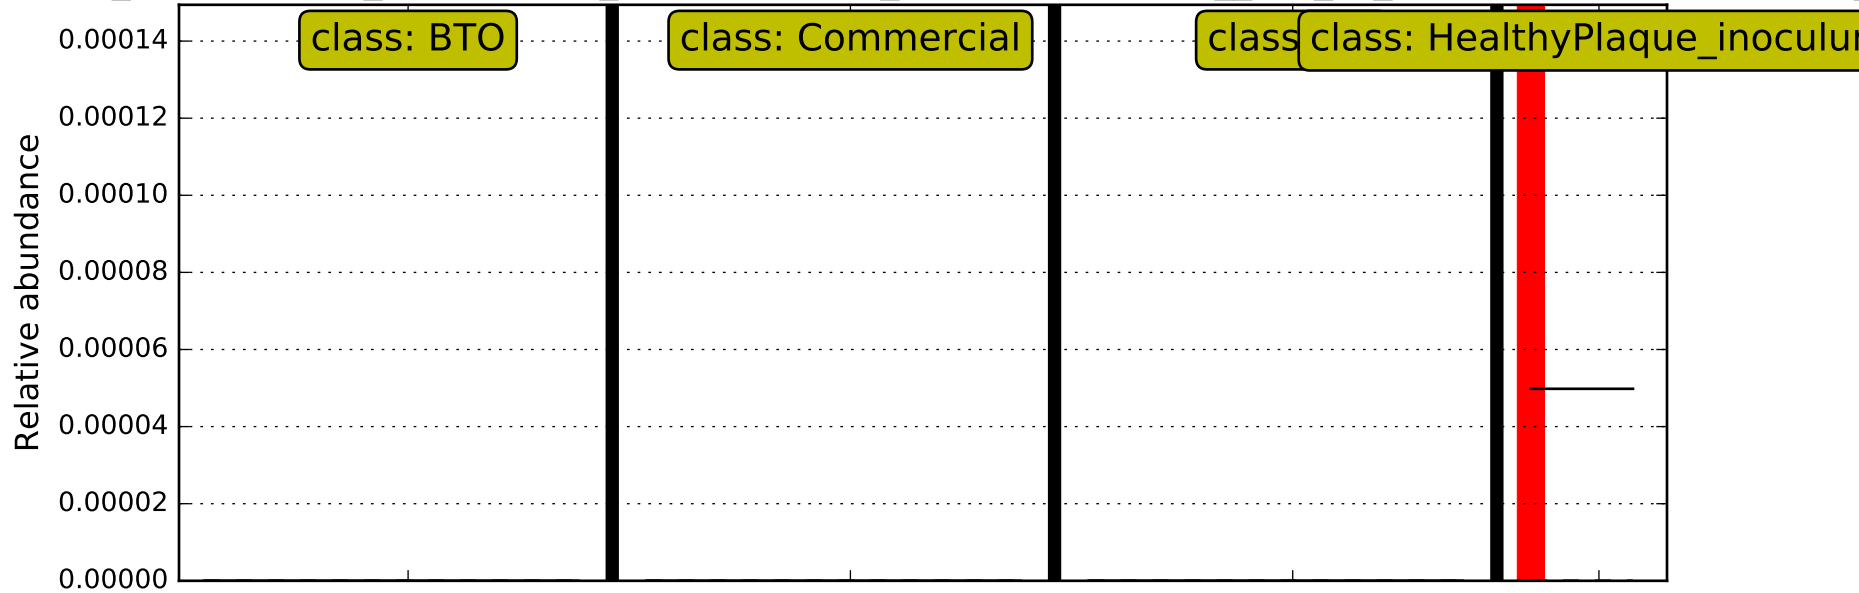 0.00014
0.00012
0.00010
0.00008
0.00006
0.00004
0.00002
0.00000
Relative abundance
class: BTO
class: Commercial
class
class: HealthyPlaque_inoculu